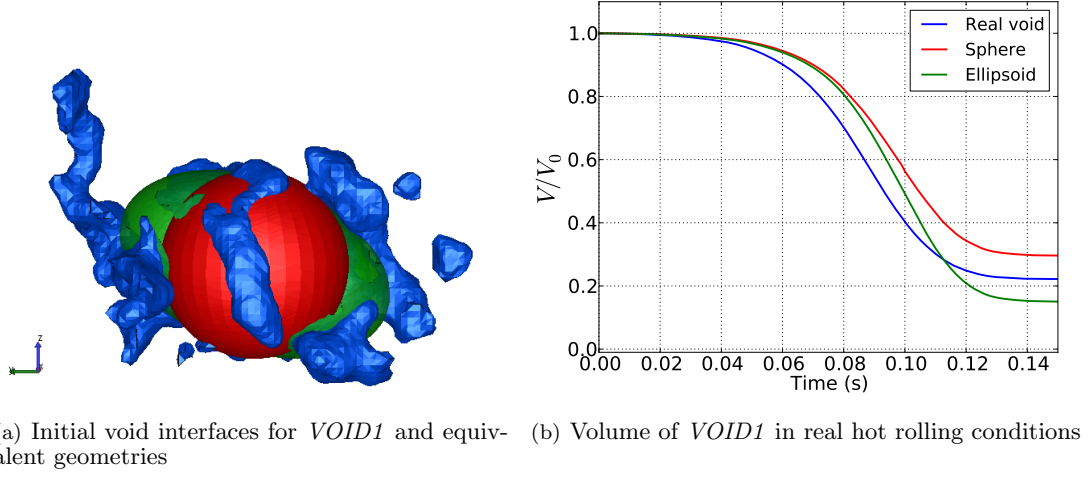 z
1.0
0.8
0.6
0.4
0.2
0.0
V/V0
Real void
Sphere
Ellipsoid
0.00 0.02 0.04 0.06 0.08 0.10 0.12 0.14
Time (s)
a) Initial void interfaces for VOID1 and equiv-
alent geometries
(b) Volume of VOID1 in real hot rolling conditions